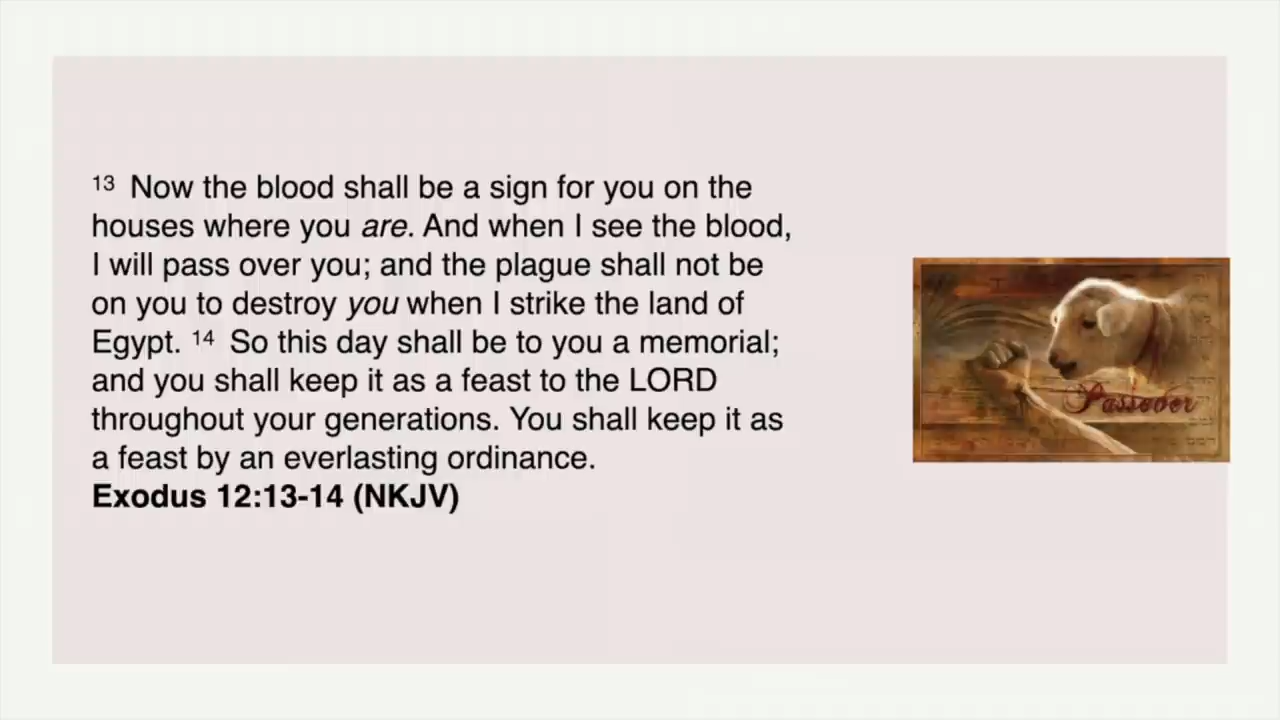 13 Now the blood shall be a sign for you on the
houses where you are. And when I see the blood,
I will pass over you; and the plague shall not be
on you to destroy you when I strike the land of
Egypt. 14 So this day shall be to you a memorial;
and you shall keep it as a feast to the LORD
throughout your generations. You shall keep it as
a feast by an everlasting ordinance.
Exodus 12:13-14 (NKJV)
Passover